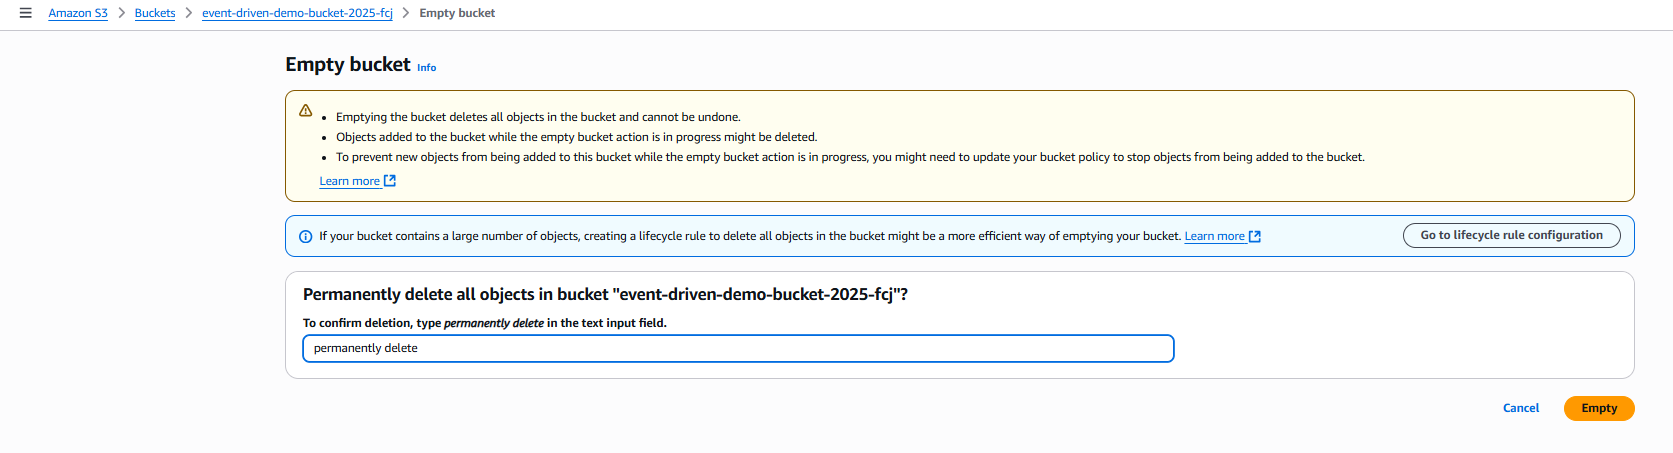 Amazon S3 > Buckets > event-driven-demo-bucket-2025-fcj > Empty bucket
Empty bucket Info
• Emptying the bucket deletes all objects in the bucket and cannot be undone.
• Objects added to the bucket while the empty bucket action is in progress might be deleted.
• To prevent new objects from being added to this bucket while the empty bucket action is in progress, you might need to update your bucket policy to stop objects from being added to the bucket.
Learn more
If your bucket contains a large number of objects, creating a lifecycle rule to delete all objects in the bucket might be a more efficient way of emptying your bucket. Learn more Go to lifecycle rule configuration
Permanently delete all objects in bucket "event-driven-demo-bucket-2025-fcj"?
To confirm deletion, type permanently delete in the text input field.
permanently delete
Cancel Empty